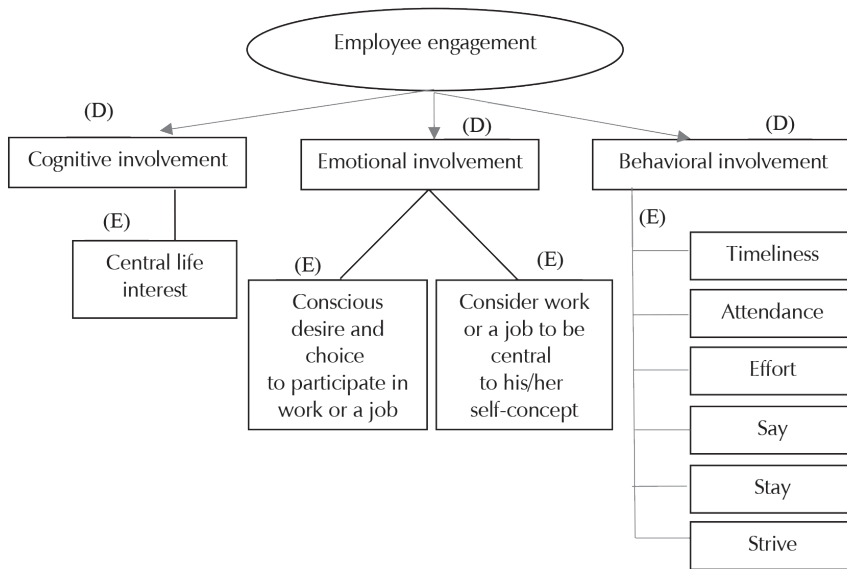 Employee engagement
(D)
(D)
(D)
Cognitive involvement
Emotional involvement
Behavioral involvement
(E)
Central life
interest
(E)
Conscious
desire and
choice
to participate in
work or a job
(E)
Consider work
or a job to be
central
to his/her
self-concept
(E)
Timeliness
Attendance
Effort
Say
Stay
Strive